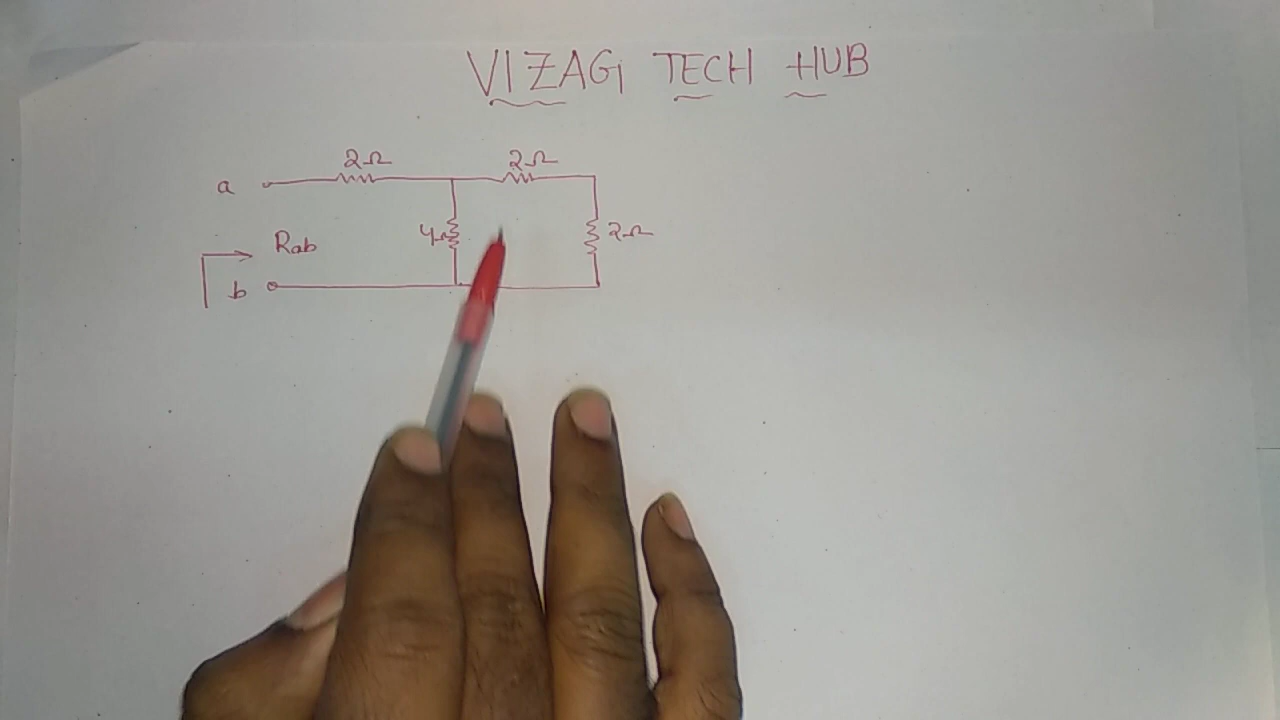 VIZAG TECH HUB
2Ω 2Ω
a
4Ω 2Ω
Rab
b